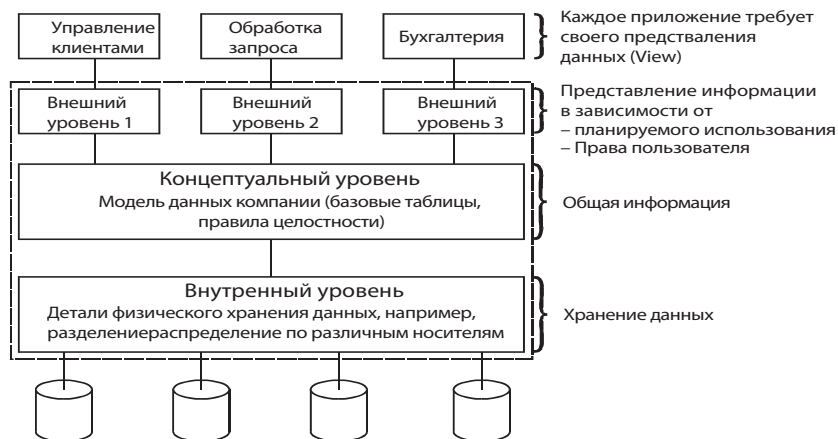 Управление
клиентами
Обработка
запроса
Бухгалтерия
Каждое приложение требует
своего предстваления
данных (View)
Внешний
уровень 1
Внешний
уровень 2
Внешний
уровень 3
Представление информации
в зависимости от
– планируемого использования
– Права пользователя
Концептуальный уровень
Модель данных компании (базовые таблицы,
правила целостности)
Общая информация
Внутренный уровень
Детали физического хранения данных, например,
разделениераспределение по различным носителям
Хранение данных